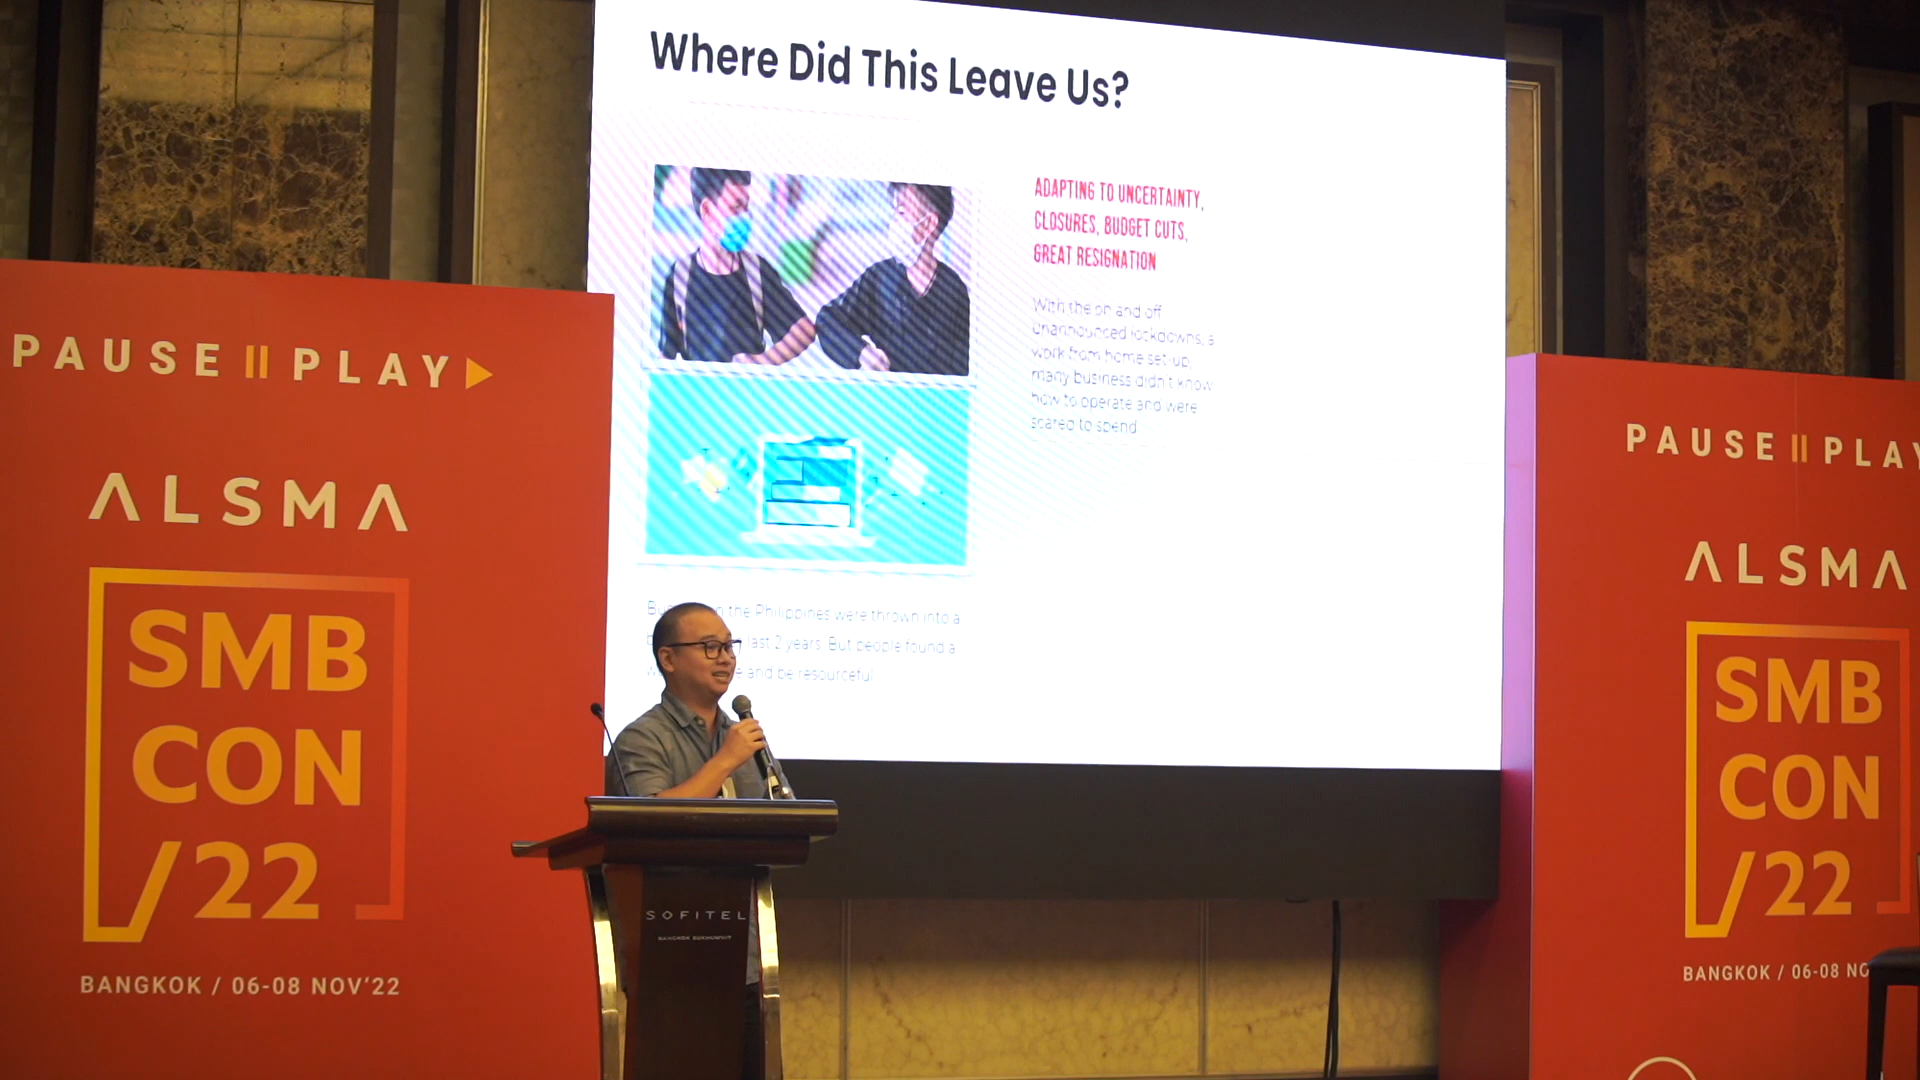 Where Did This Leave Us?
ADAPTING TO UNCERTAINTY,
CLOSURES, BUDGET CUTS,
GREAT RESIGNATION
With the on and off
unannounced lockdowns, a
work from home set-up,
many business didn't know
how to operate and were
scared to spend
the Philippines were thrown into a
last 2 years. But people found a
and be resourceful
PAUSE PLAY
ALSMA
SMB
CON
/22
BANGKOK / 06-08 NOV'22
SOFITEL
BANGKOK SUKHUMVIT
PAUSE PLAY
ALSMA
SMB
CON
/22
BANGKOK / 06-08